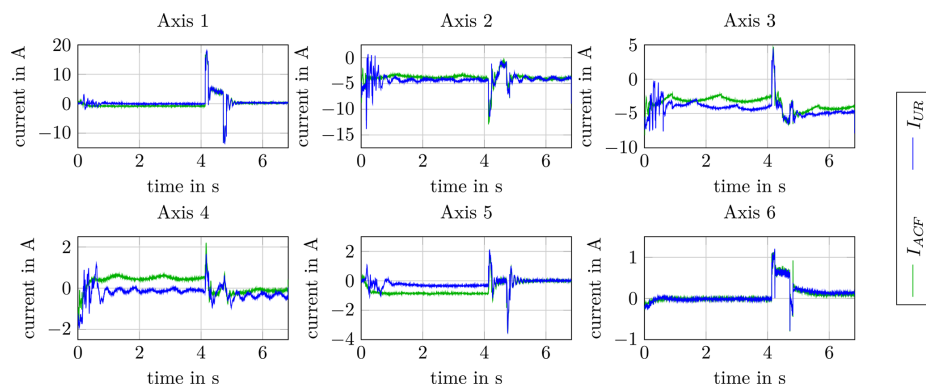 Axis 1
Axis 2
Axis 3
current in A
20
10
0
−10
0 2 4 6
time in s
current in A
0
−5
−10
−15
0 2 4 6
time in s
current in A
5
0
−5
−10
0 2 4 6
time in s
Axis 4
Axis 5
Axis 6
current in A
2
0
−2
0 2 4 6
time in s
current in A
2
0
−2
−4
0 2 4 6
time in s
current in A
1
0
−1
0 2 4 6
time in s
I_ACF I_UR